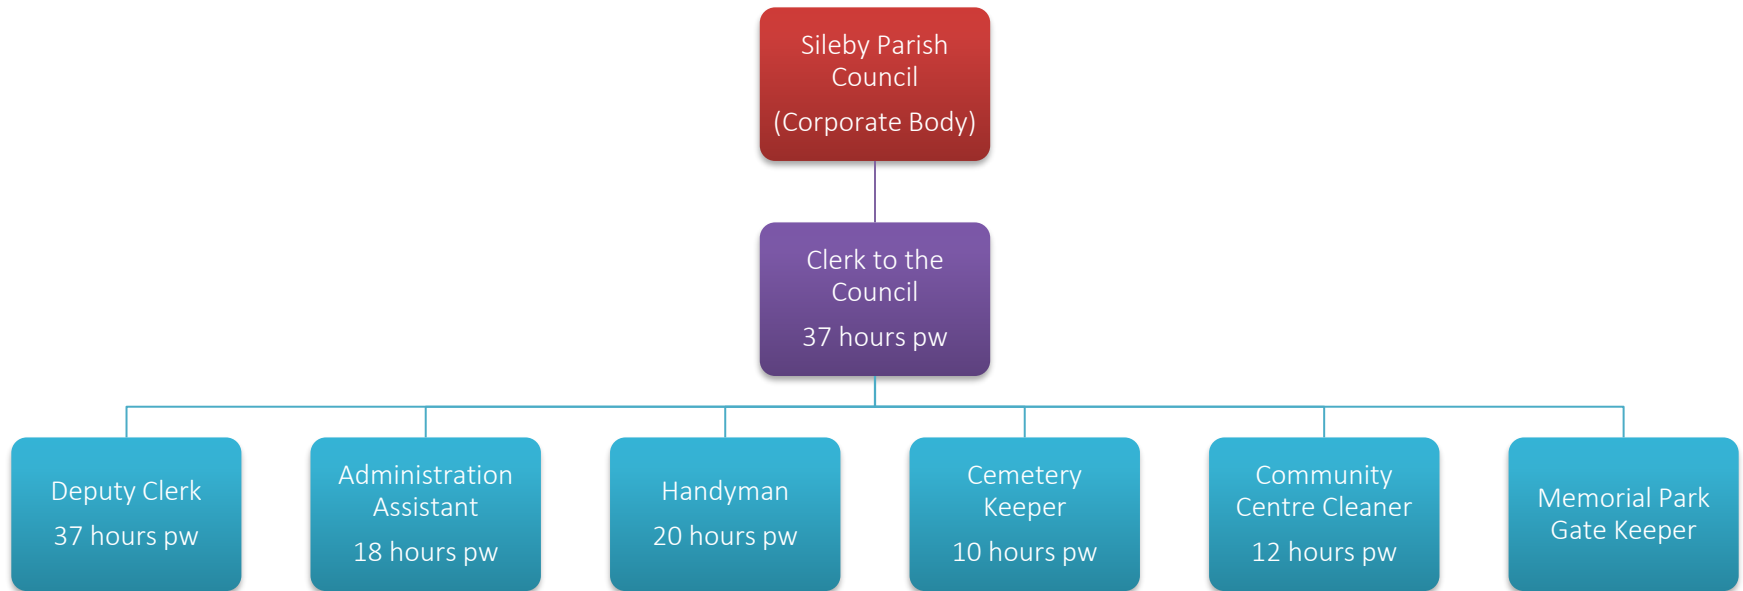 Sileby Parish
Council
(Corporate Body)
Clerk to the
Council
37 hours pw
Deputy Clerk
37 hours pw
Administration
Assistant
18 hours pw
Handyman
20 hours pw
Cemetery
Keeper
10 hours pw
Community
Centre Cleaner
12 hours pw
Memorial Park
Gate Keeper